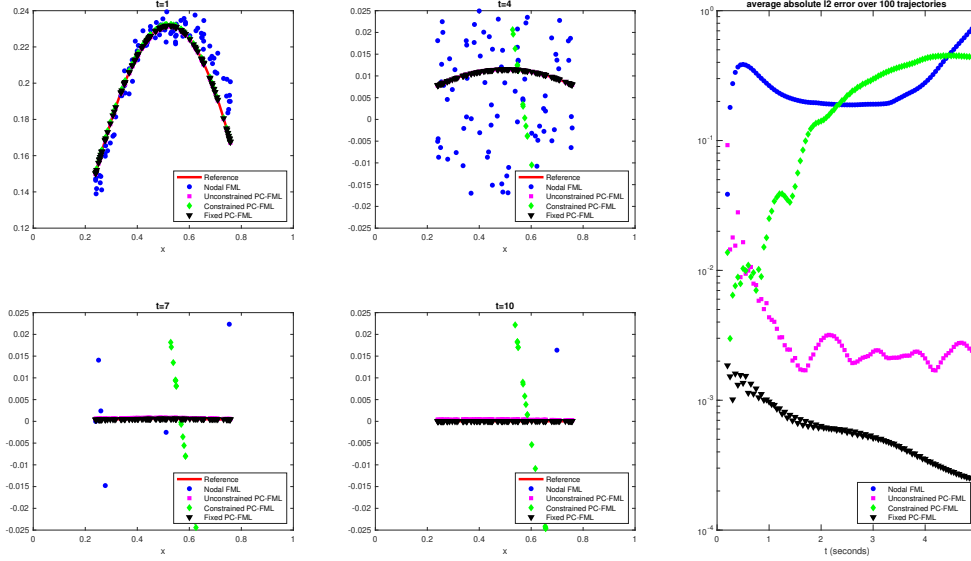 t=1
0.24
0.22
0.2
0.18
0.16
0.14
0.12
0
0.2
0.4
0.6
0.8
1
x
Reference
Nodal FML
Unconstrained PC-FML
Constrained PC-FML
Fixed PC-FML
t=4
0.025
0.02
0.015
0.01
0.005
0
-0.005
-0.01
-0.015
-0.02
-0.025
0
0.2
0.4
0.6
0.8
1
x
Reference
Nodal FML
Unconstrained PC-FML
Constrained PC-FML
Fixed PC-FML
t=7
0.025
0.02
0.015
0.01
0.005
0
-0.005
-0.01
-0.015
-0.02
-0.025
0
0.2
0.4
0.6
0.8
1
x
Reference
Nodal FML
Unconstrained PC-FML
Constrained PC-FML
Fixed PC-FML
t=10
0.025
0.02
0.015
0.01
0.005
0
-0.005
-0.01
-0.015
-0.02
-0.025
0
0.2
0.4
0.6
0.8
1
x
Reference
Nodal FML
Unconstrained PC-FML
Constrained PC-FML
Fixed PC-FML
average absolute l2 error over 100 trajectories
10^0
10^-1
10^-2
10^-3
10^-4
0
1
2
3
4
t (seconds)
Nodal FML
Unconstrained PC-FML
Constrained PC-FML
Fixed PC-FML